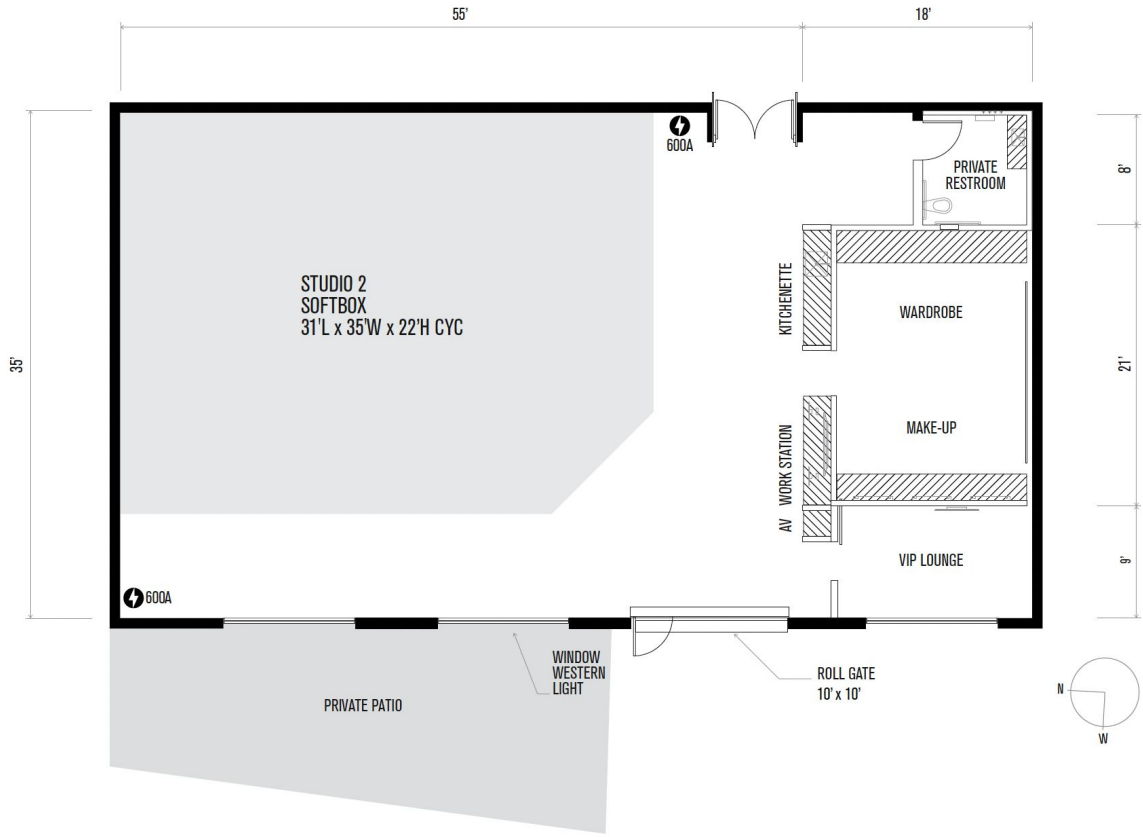 55'
18'
600A
8'
PRIVATE
RESTROOM
STUDIO 2
SOFTBOX
31'L x 35'W x 22'H CYC
KITCHENETTE
WARDROBE
35'
21'
MAKE-UP
AV WORK STATION
VIP LOUNGE
9'
600A
WINDOW
WESTERN
LIGHT
ROLL GATE
10' x 10'
PRIVATE PATIO
N
W